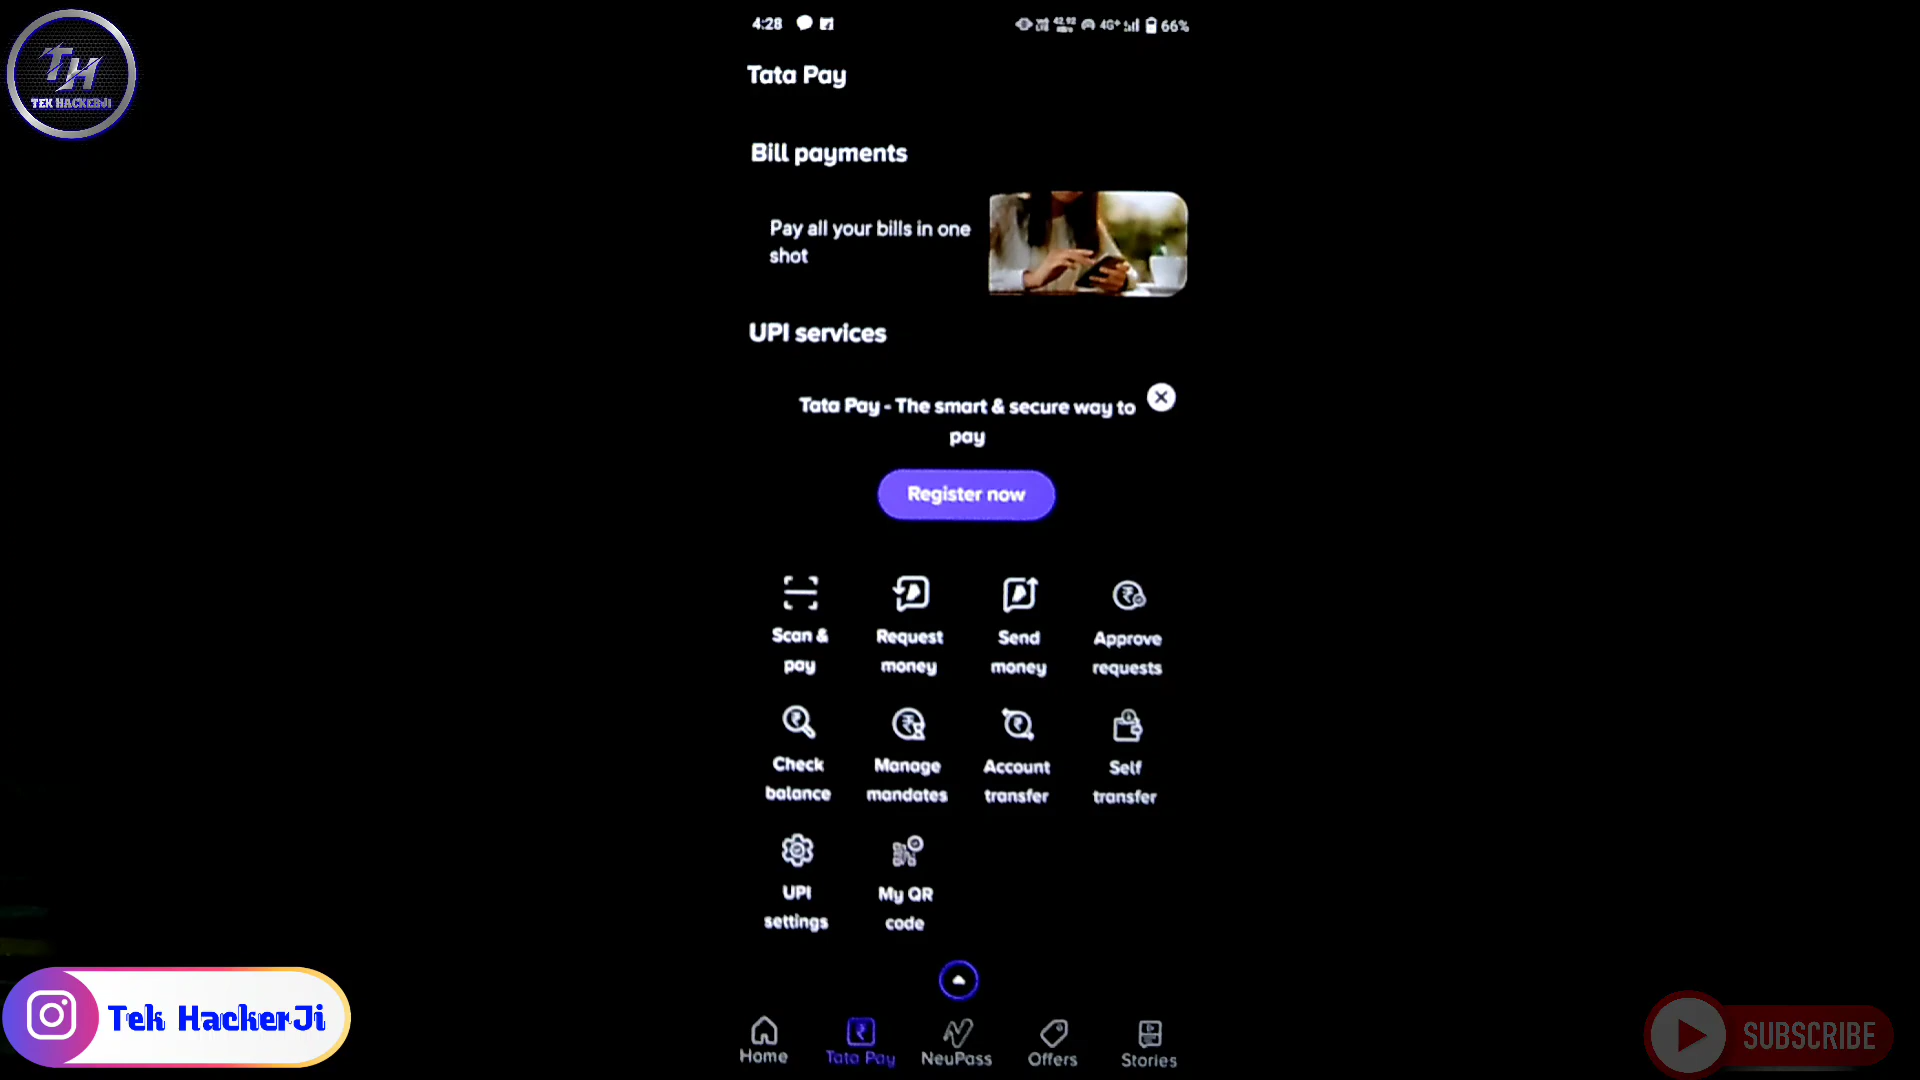 TH
TEK HACKERJI
4:28
4G+
66%
Tata Pay
Bill payments
Pay all your bills in one
shot
UPI services
Tata Pay - The smart & secure way to
pay
Register now
Scan &
pay
Request
money
Send
money
Approve
requests
Check
balance
Manage
mandates
Account
transfer
Self
transfer
UPI
settings
My QR
code
Home
Tata Pay
NeuPass
Offers
Stories
Tek HackerJi
SUBSCRIBE